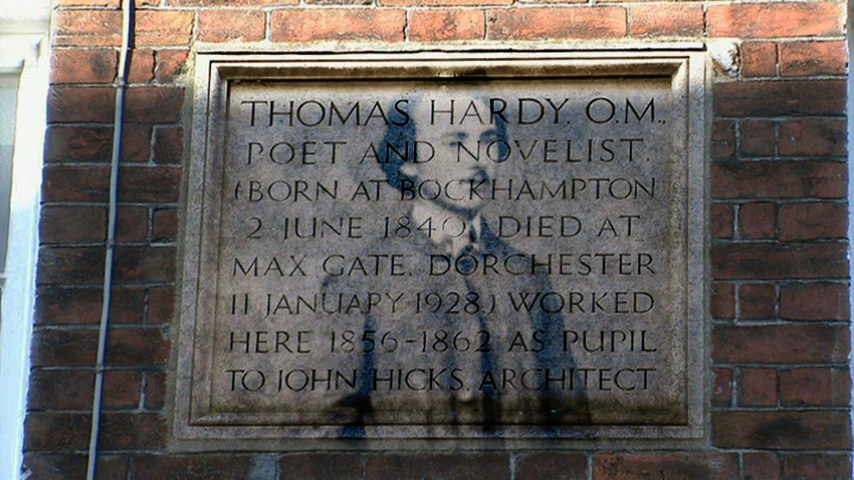 THOMAS HARDY, O.M.,
POET AND NOVELIST.
(BORN AT BOCKHAMPTON
2 JUNE 1840, DIED AT
MAX GATE, DORCHESTER
11 JANUARY 1928.) WORKED
HERE 1856-1862 AS PUPIL
TO JOHN HICKS, ARCHITECT